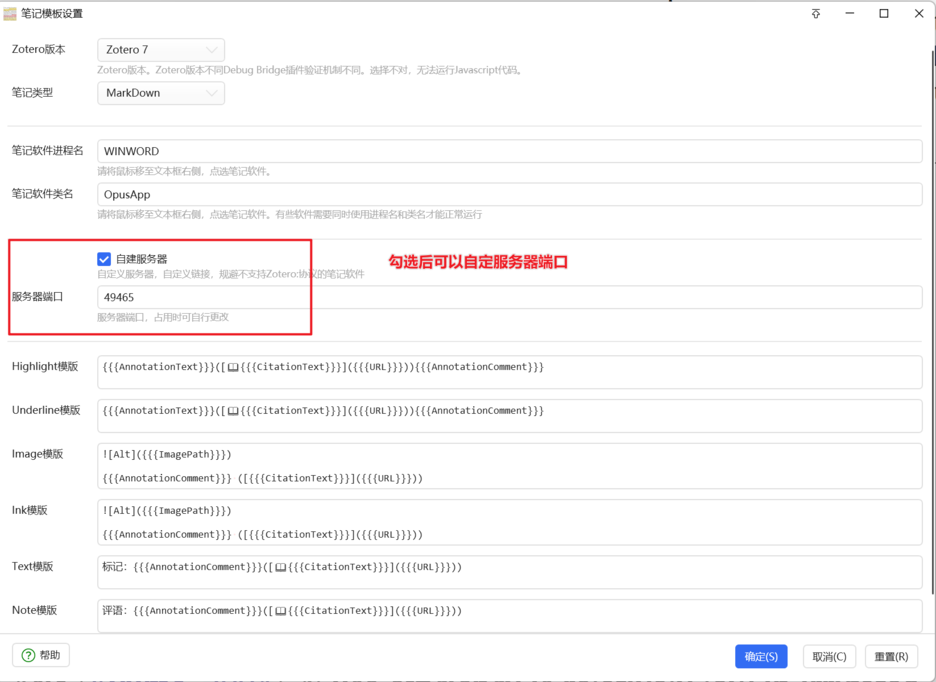 笔记模板设置
Zotero版本
Zotero 7
Zotero版本。Zotero版本不同Debug Bridge插件验证机制不同。选择不对，无法运行Javascript代码。
笔记类型
MarkDown
笔记软件进程名
WINWORD
请将鼠标移至文本框右侧，点选笔记软件。
笔记软件类名
OpusApp
请将鼠标移至文本框右侧，点选笔记软件。有些软件需要同时使用进程名和类名才能正常运行
自建服务器
勾选后可以自定服务器端口
自定义服务器，自定义链接，规避不支持Zotero:协议的笔记软件
服务器端口
49465
服务器端口，占用时可自行更改
Highlight模版
{{{AnnotationText}}}([🕮{{{CitationText}}}]({{{URL}}})){{{AnnotationComment}}}
Underline模版
{{{AnnotationText}}}([🕮{{{CitationText}}}]({{{URL}}})){{{AnnotationComment}}}
Image模版
![Alt]({{{ImagePath}}})
{{{AnnotationComment}}} ([{{{CitationText}}}]({{{URL}}}))
Ink模版
![Alt]({{{ImagePath}}})
{{{AnnotationComment}}} ([{{{CitationText}}}]({{{URL}}}))
Text模版
标记: {{{AnnotationComment}}}([🕮{{{CitationText}}}]({{{URL}}}))
Note模版
评语: {{{AnnotationComment}}}([🕮{{{CitationText}}}]({{{URL}}}))
帮助
确定(S)
取消(C)
重置(R)